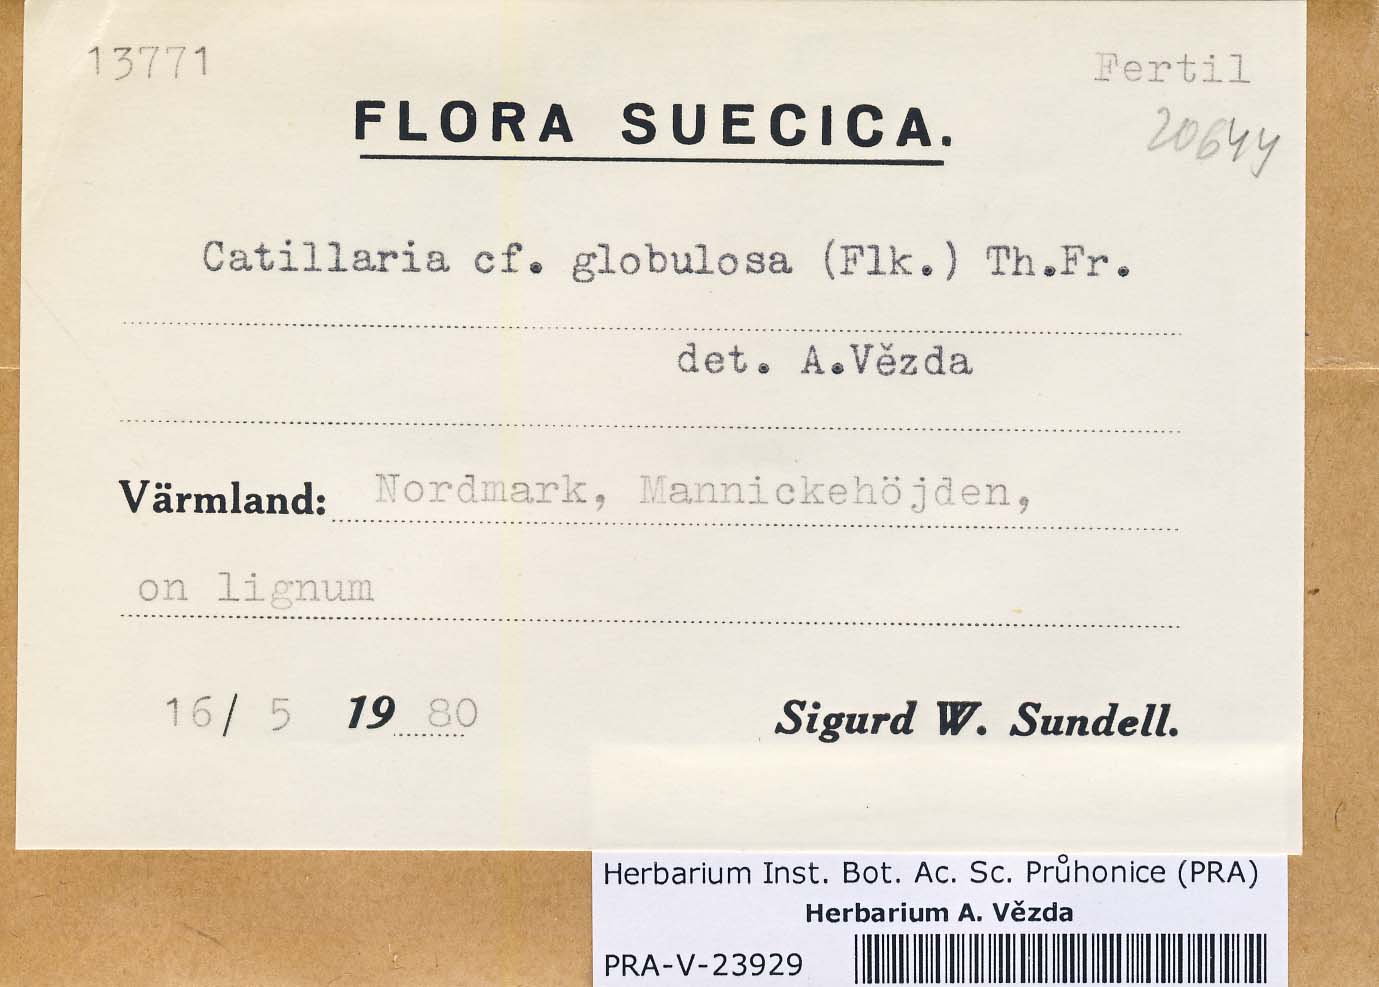 13771
Fertil
FLORA SUECICA.
20644
Catillaria cf. globulosa (Flk.) Th.Fr.
det. A.Vězda
Värmland: Nordmark, Mannickehöjden,
on lignum
16/ 5 19 80
Sigurd W. Sundell.
Herbarium Inst. Bot. Ac. Sc. Průhonice (PRA)
Herbarium A. Vězda
PRA-V-23929